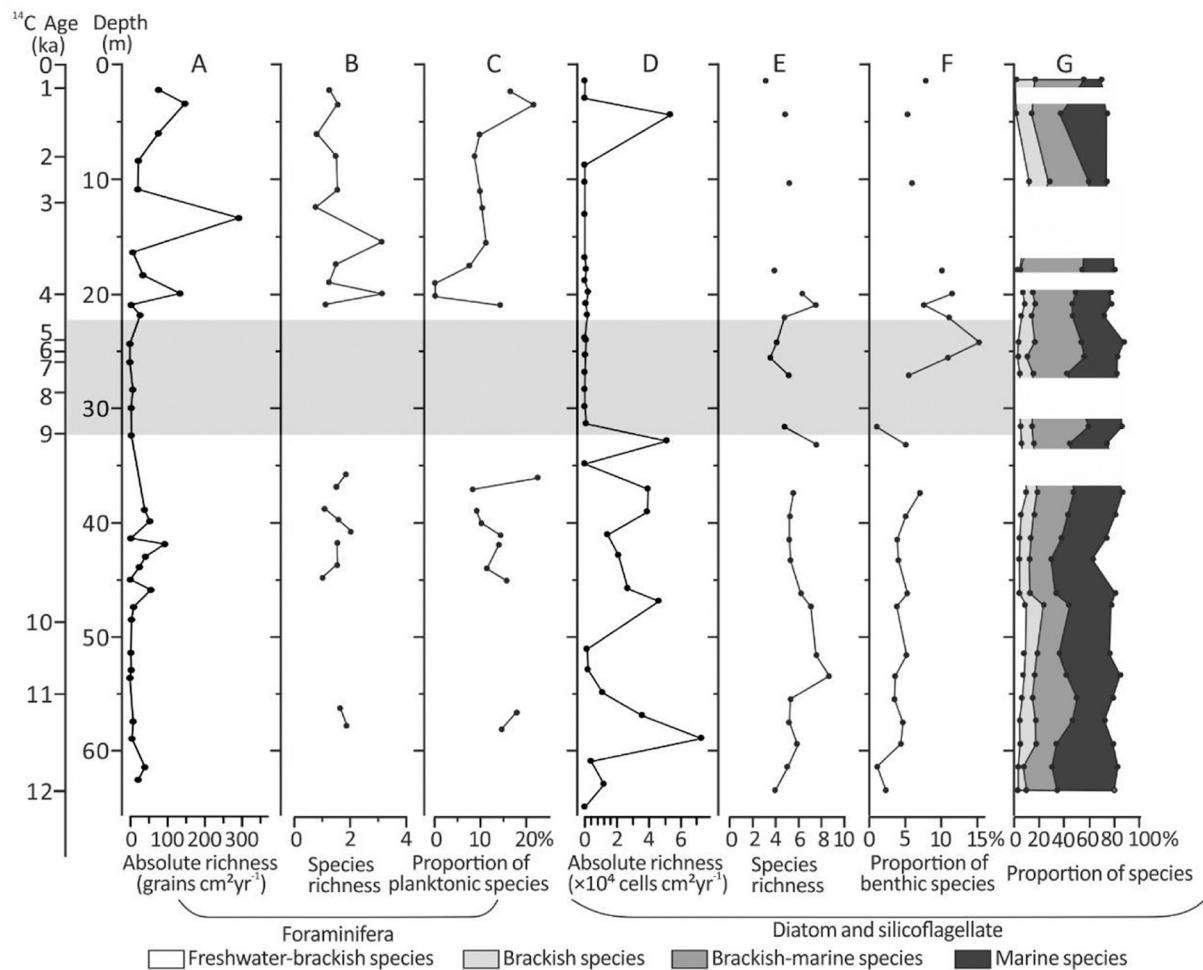 ¹⁴C Age
(ka)
Depth
(m)
A
B
C
D
E
F
G
0
1
2
3
4
5
6
7
8
9
10
11
12
0
10
20
30
40
50
60
0 100 200 300
0 2 4
0 10 20%
0 2 4 6
0 2 4 6 8 10
0 5 10 15%
0 20 40 60 80 100%
Absolute richness
(grains cm²yr⁻¹)
Species
richness
Proportion of
planktonic species
Absolute richness
(×10⁴ cells cm²yr⁻¹)
Species
richness
Proportion of
benthic species
Proportion of species
Foraminifera
Diatom and silicoflagellate
Freshwater-brackish species
Brackish species
Brackish-marine species
Marine species